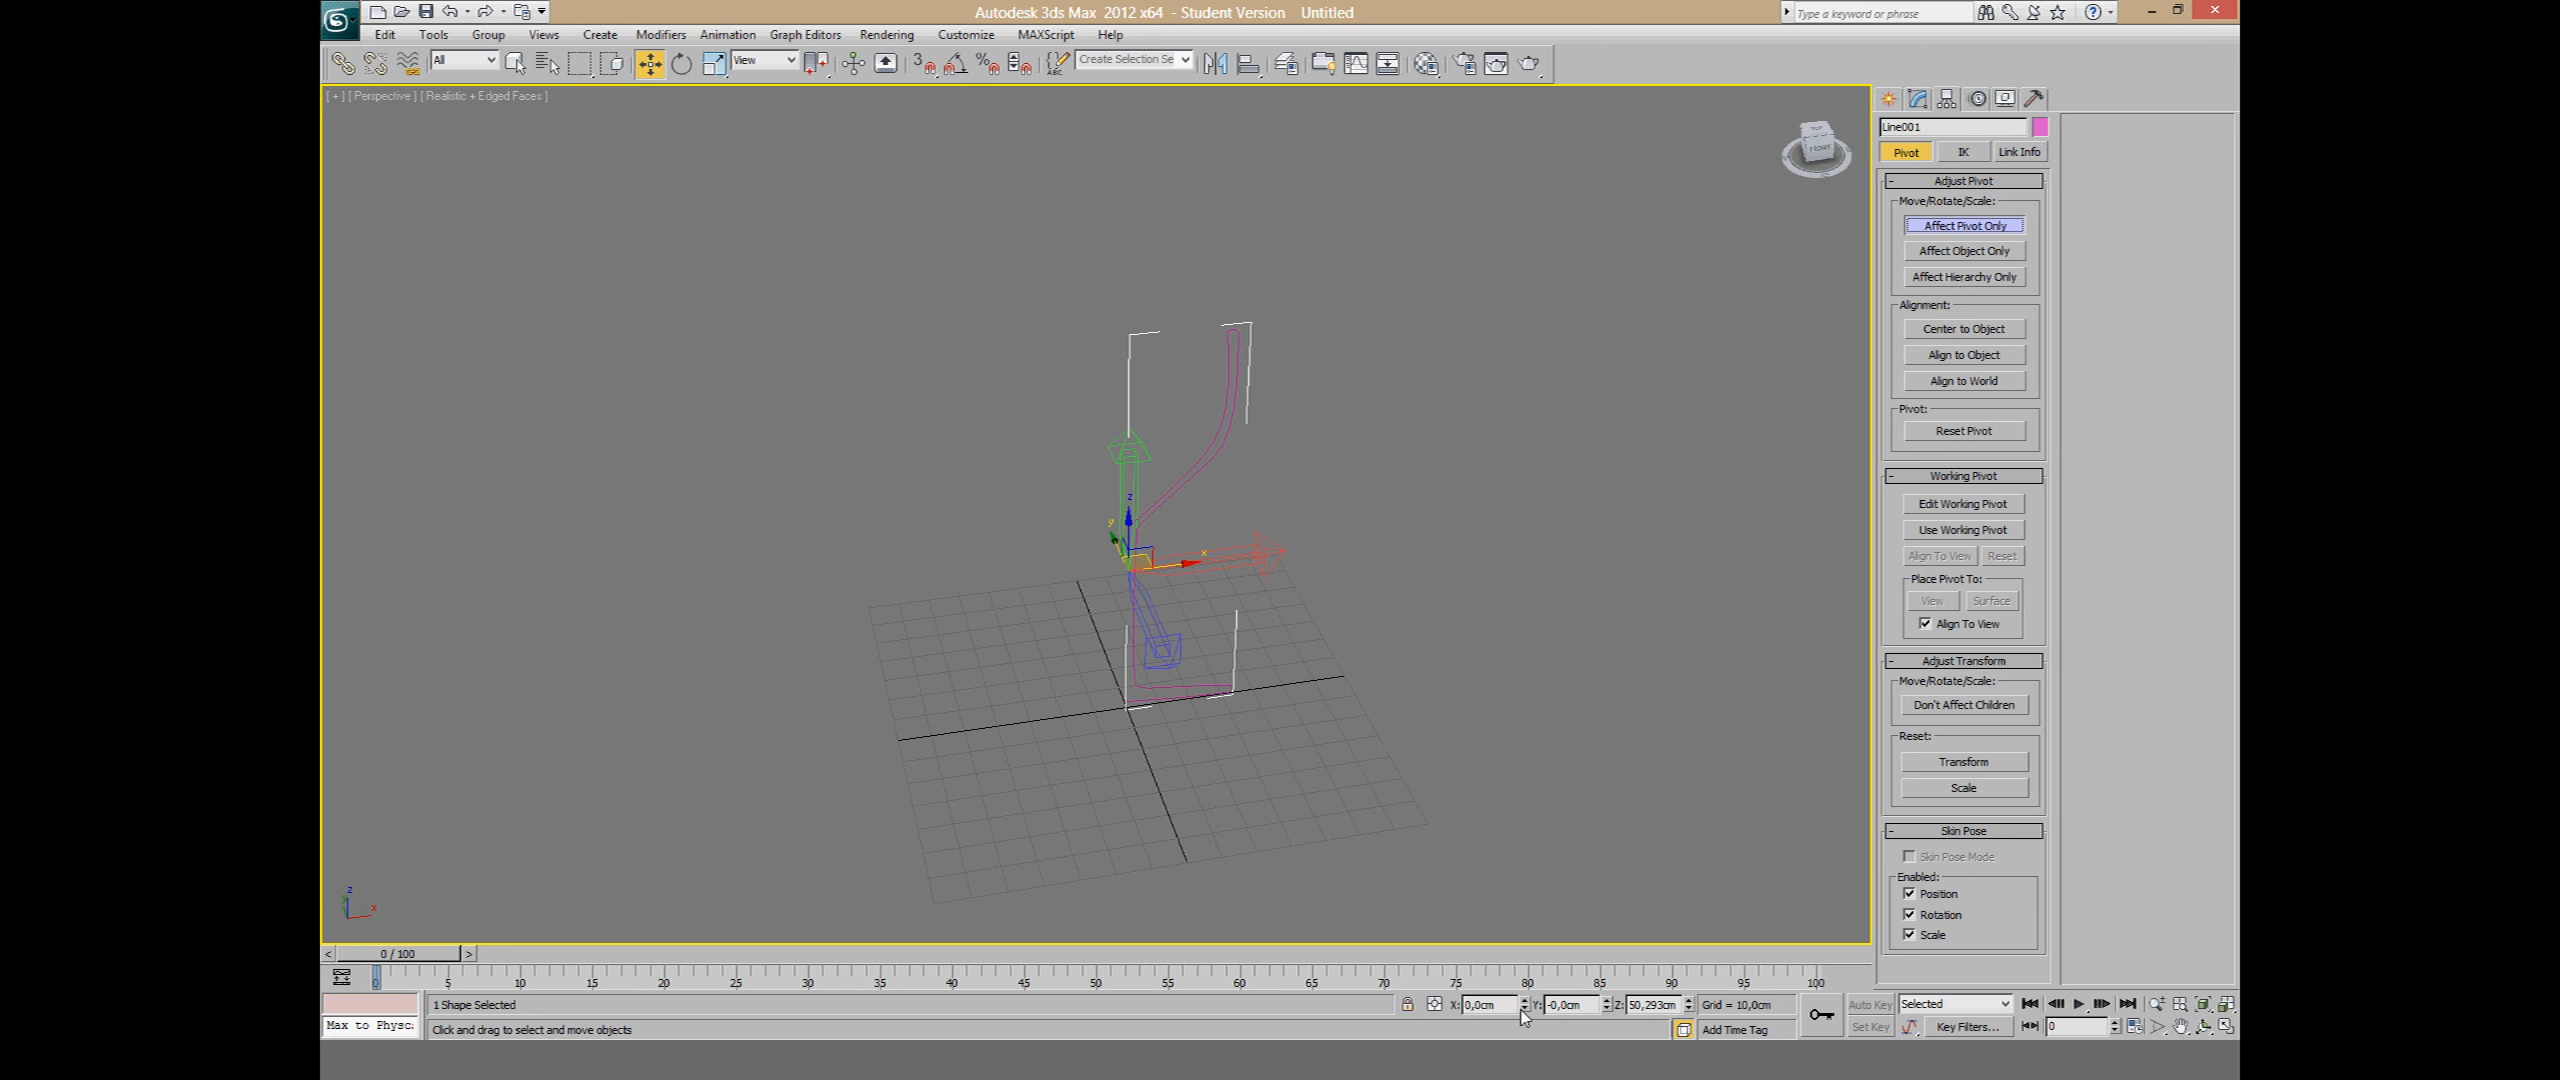 Autodesk 3ds Max 2012 x64 - Student Version Untitled
Type a keyword or phrase
Edit Tools Group Views Create Modifiers Animation Graph Editors Rendering Customize MAXScript Help
All View 3 % ABC Create Selection Se
[ + ] [ Perspective ] [ Realistic + Edged Faces ]
TOP
FRONT
z
y
x
z
y
x
Line001
Pivot IK Link Info
- Adjust Pivot
Move/Rotate/Scale:
Affect Pivot Only
Affect Object Only
Affect Hierarchy Only
Alignment:
Center to Object
Align to Object
Align to World
Pivot:
Reset Pivot
- Working Pivot
Edit Working Pivot
Use Working Pivot
Align To View Reset
Place Pivot To:
View Surface
Align To View
- Adjust Transform
Move/Rotate/Scale:
Don't Affect Children
Reset:
Transform
Scale
- Skin Pose
Skin Pose Mode
Enabled:
Position
Rotation
Scale
< 0 / 100 >
0 5 10 15 20 25 30 35 40 45 50 55 60 65 70 75 80 85 90 95 100
1 Shape Selected X: 0,0cm Y: -0,0cm Z: 50,293cm Grid = 10,0cm Auto Key Selected
Max to Physc: Click and drag to select and move objects Add Time Tag Set Key Key Filters... 0